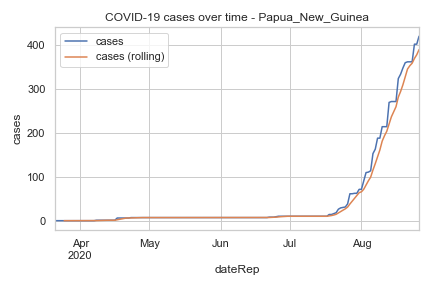 COVID-19 cases over time - Papua_New_Guinea
cases
cases (rolling)
400
300
200
100
0
cases
Apr
2020
May
Jun
Jul
Aug
dateRep